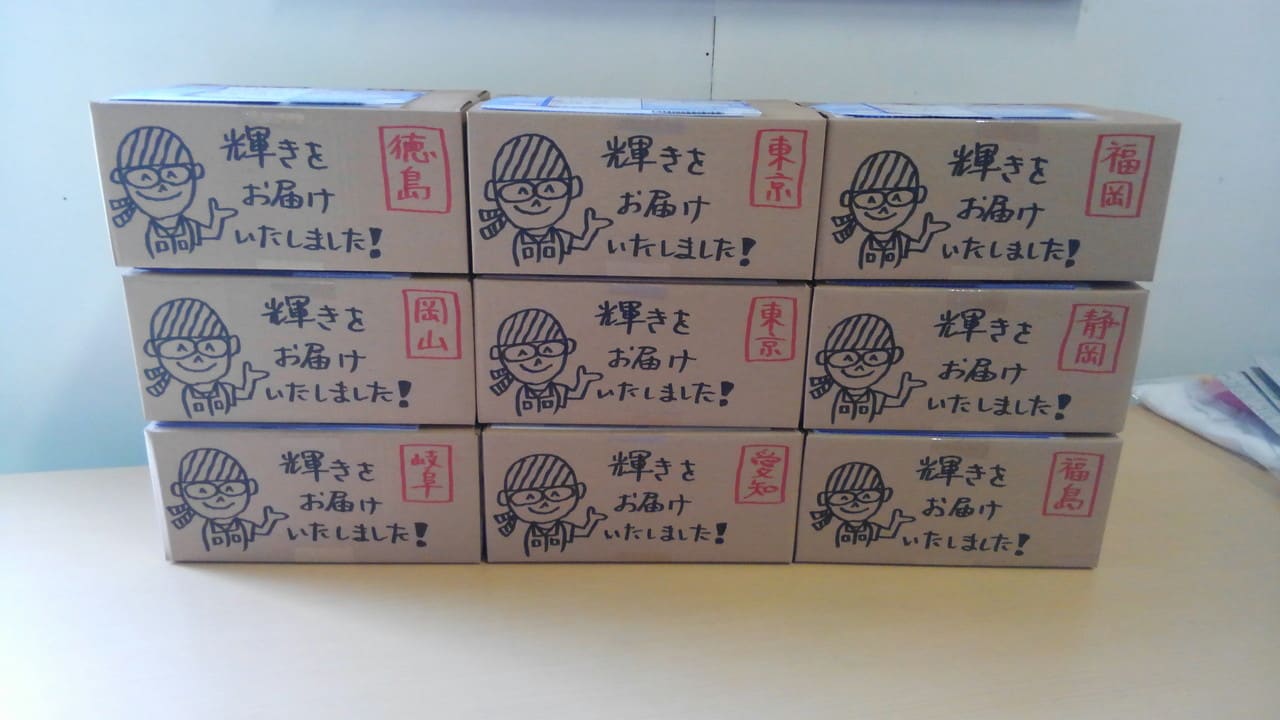 輝きを
お届け
いたしました!
徳島
輝きを
お届け
いたしました!
東京
輝きを
お届け
いたしました!
福岡
輝きを
お届け
いたしました!
岡山
輝きを
お届け
いたしました!
東京
輝きを
お届け
いたしました!
静岡
輝きを
お届け
いたしました!
岐阜
輝きを
お届け
いたしました!
愛知
輝きを
お届け
いたしました!
福島